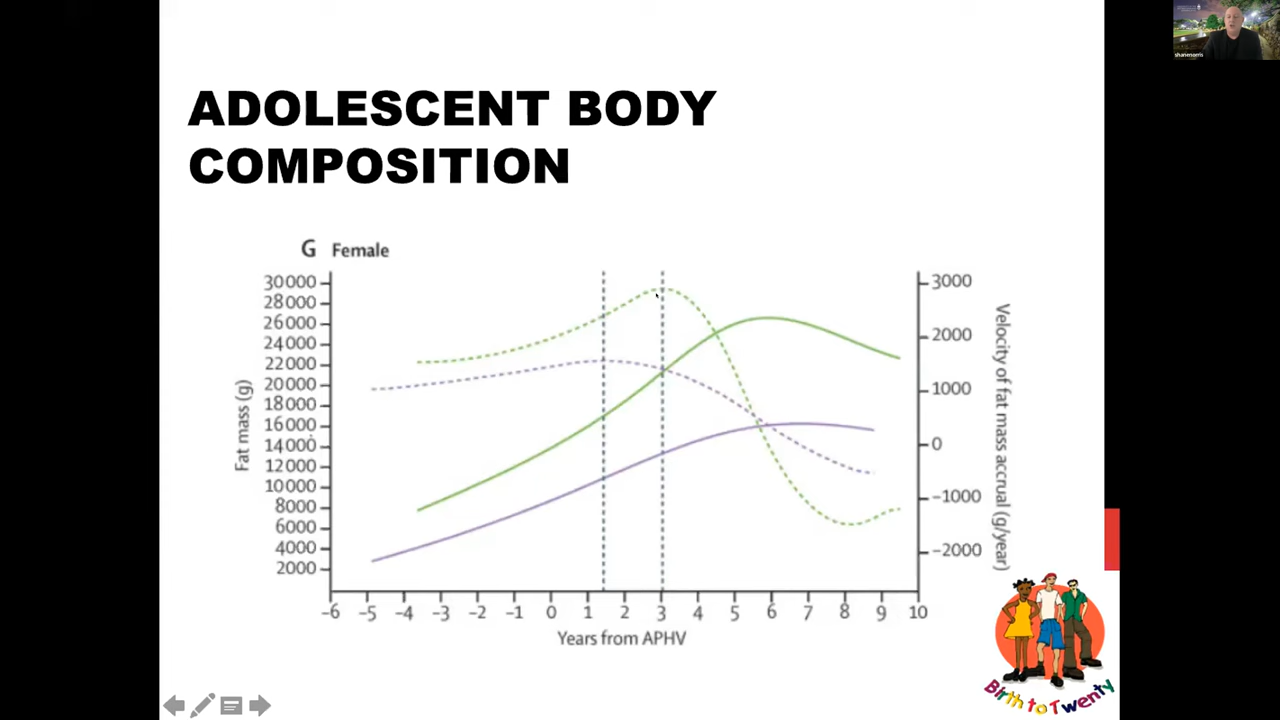 shanenorris
ADOLESCENT BODY
COMPOSITION
G Female
30000
28000
26000
24000
22000
20000
18000
16000
14000
12000
10000
8000
6000
4000
2000
Fat mass (g)
3000
2000
1000
0
−1000
−2000
Velocity of fat mass accrual (g/year)
−6 −5 −4 −3 −2 −1 0 1 2 3 4 5 6 7 8 9 10
Years from APHV
Birth to Twenty